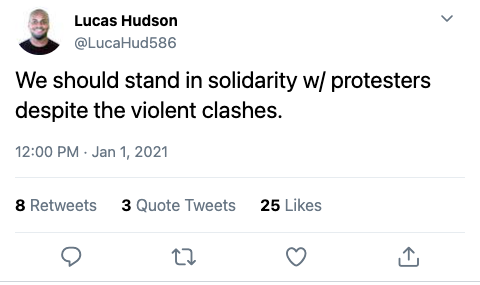 Lucas Hudson
@LucaHud586
We should stand in solidarity w/ protesters
despite the violent clashes.
12:00 PM · Jan 1, 2021
8 Retweets 3 Quote Tweets 25 Likes